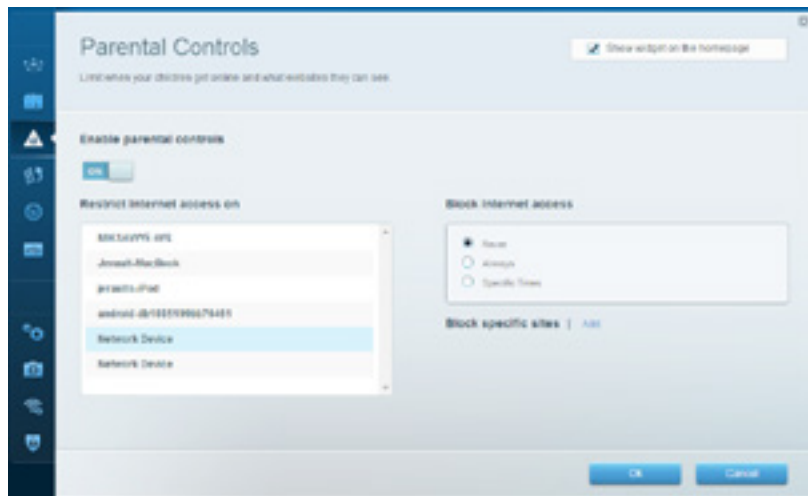 Parental Controls
Show widget on the homepage
Limit when your children get online and what websites they can see
Enable parental controls
ON
Restrict Internet access on
Block Internet access
Never
Always
Specific Times
-MacBook
-iPod
Network Device
Network Device
Block specific sites | Add
Ok
Cancel